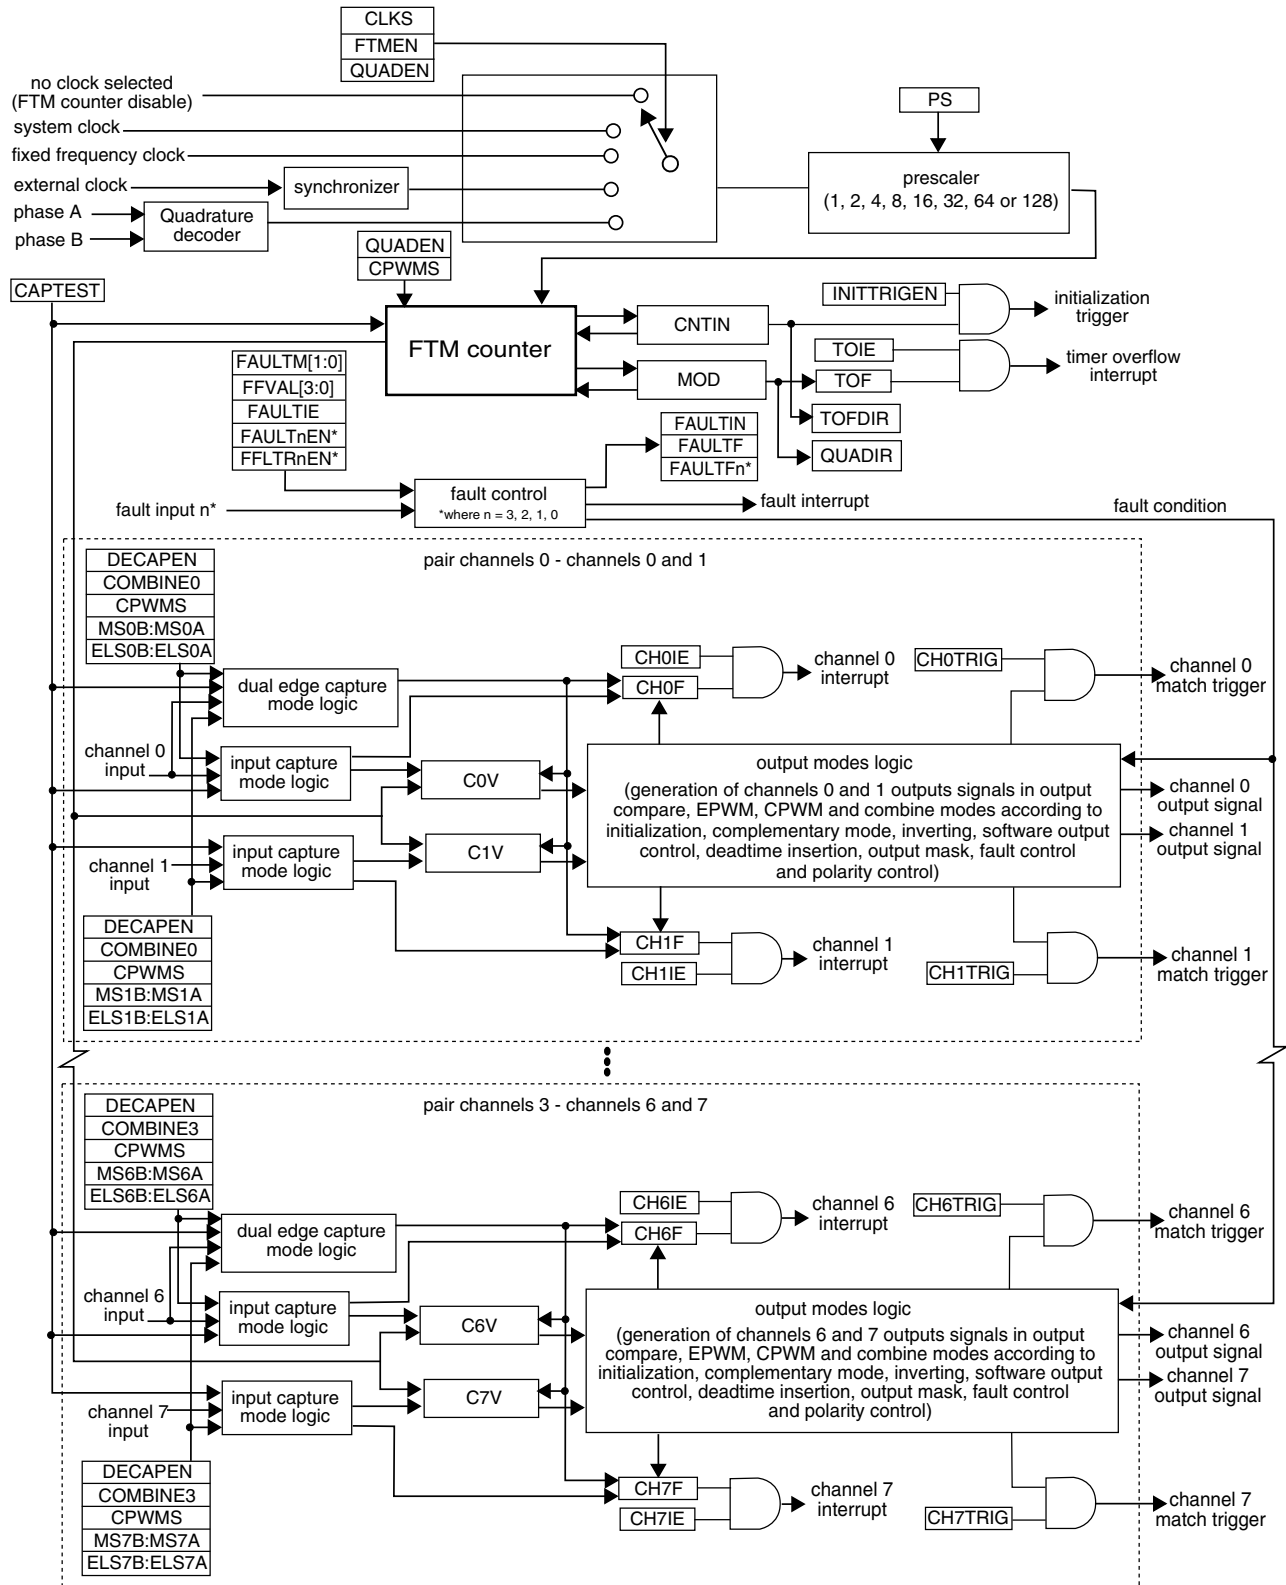 CLKS
FTMEN
QUADEN
no clock selected
(FTM counter disable)
system clock
fixed frequency clock
external clock
synchronizer
phase A
phase B
Quadrature
decoder
PS
prescaler
(1, 2, 4, 8, 16, 32, 64 or 128)
QUADEN
CPWMS
CAPTEST
FTM counter
CNTIN
MOD
INITTRIGEN
initialization
trigger
TOIE
TOF
timer overflow
interrupt
TOFDIR
QUADIR
FAULTM[1:0]
FFVAL[3:0]
FAULTIE
FAULTnEN*
FFLTRnEN*
FAULTIN
FAULTF
FAULTFn*
fault input n*
fault control
*where n = 3, 2, 1, 0
fault interrupt
fault condition
pair channels 0 - channels 0 and 1
DECAPEN
COMBINE0
CPWMS
MS0B:MS0A
ELS0B:ELS0A
dual edge capture
mode logic
channel 0
input
input capture
mode logic
C0V
CH0IE
CH0F
channel 0
interrupt
CH0TRIG
channel 0
match trigger
output modes logic
(generation of channels 0 and 1 outputs signals in output
compare, EPWM, CPWM and combine modes according to
initialization, complementary mode, inverting, software output
control, deadtime insertion, output mask, fault control
and polarity control)
channel 0
output signal
channel 1
output signal
channel 1
input
input capture
mode logic
C1V
DECAPEN
COMBINE0
CPWMS
MS1B:MS1A
ELS1B:ELS1A
CH1F
CH1IE
channel 1
interrupt
CH1TRIG
channel 1
match trigger
pair channels 3 - channels 6 and 7
DECAPEN
COMBINE3
CPWMS
MS6B:MS6A
ELS6B:ELS6A
dual edge capture
mode logic
channel 6
input
input capture
mode logic
C6V
CH6IE
CH6F
channel 6
interrupt
CH6TRIG
channel 6
match trigger
output modes logic
(generation of channels 6 and 7 outputs signals in output
compare, EPWM, CPWM and combine modes according to
initialization, complementary mode, inverting, software output
control, deadtime insertion, output mask, fault control
and polarity control)
channel 6
output signal
channel 7
output signal
channel 7
input
input capture
mode logic
C7V
DECAPEN
COMBINE3
CPWMS
MS7B:MS7A
ELS7B:ELS7A
CH7F
CH7IE
channel 7
interrupt
CH7TRIG
channel 7
match trigger